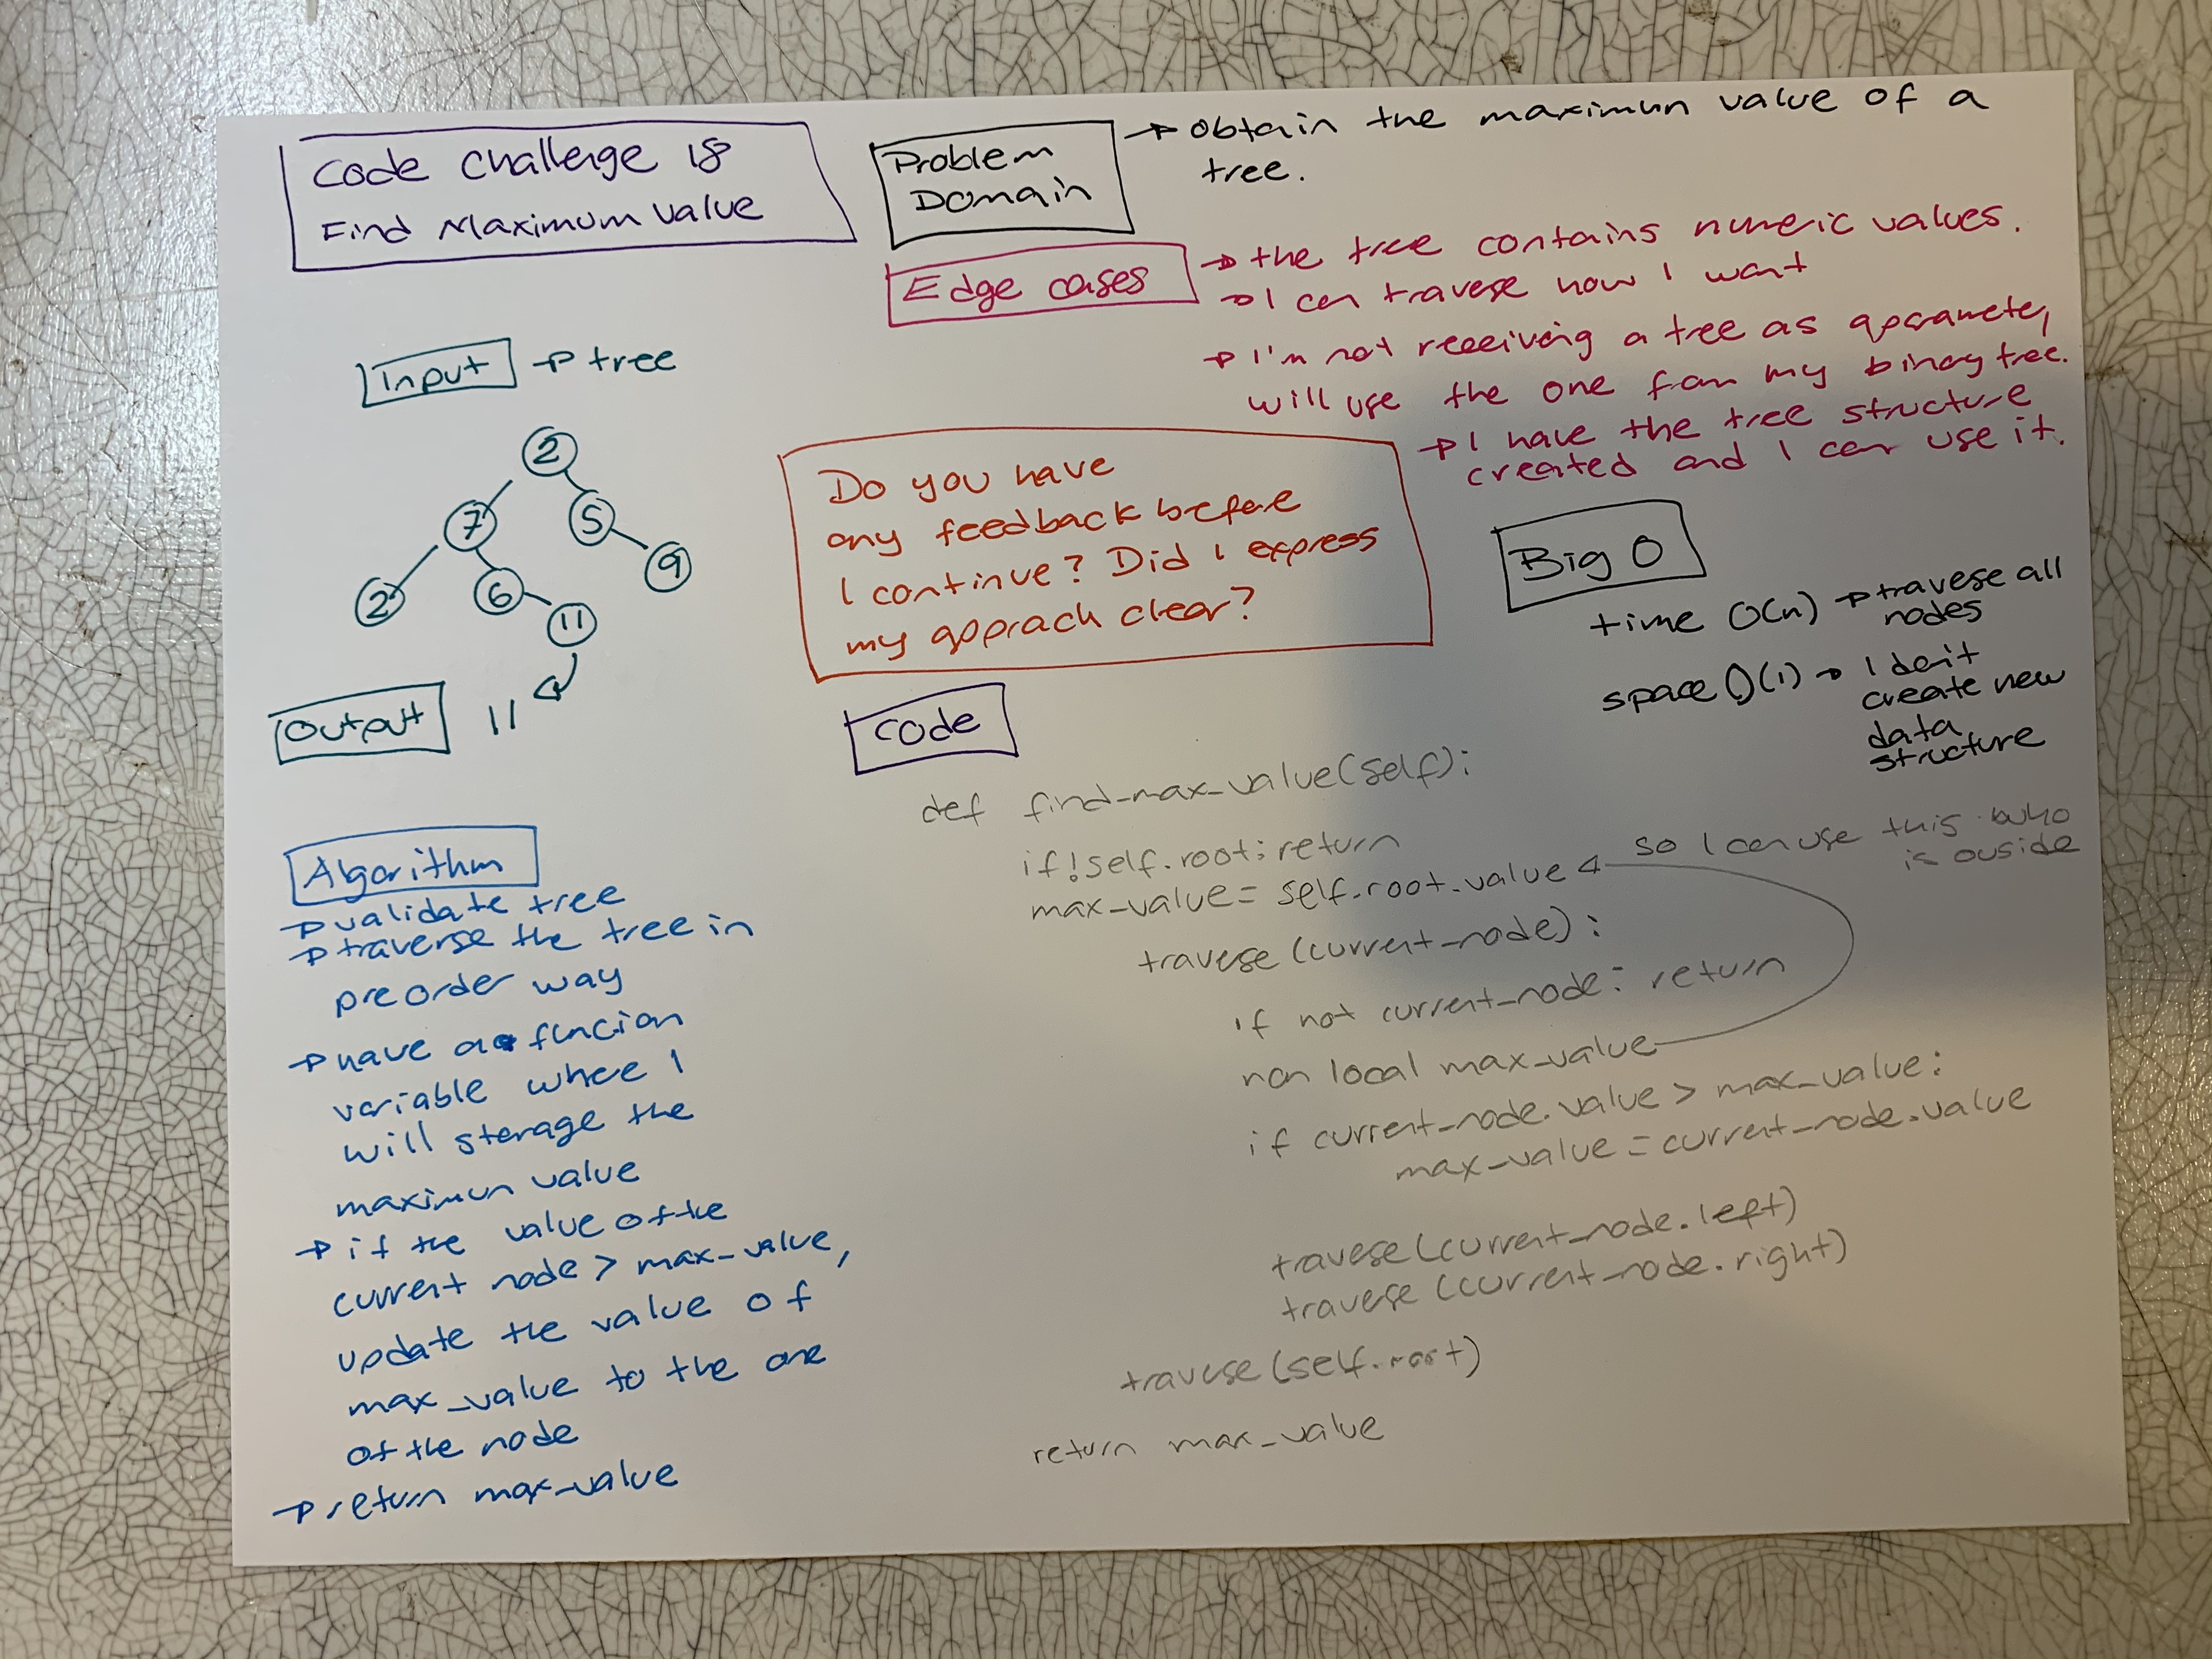 Code Challenge 18
Find Maximum Value
Problem
Domain
→ Obtain the maximun value of a
tree.
Edge cases
→ the tree contains numeric values.
→ I can travese how I want
→ I'm not receiving a tree as aparameter,
will use the one from my binary tree.
→ I have the tree structure
created and I can use it.
Input → tree
2
7 5
2 6 9
11
Output 11
Do you have
any feedback before
I continue? Did I express
my apprach clear?
Big O
time O(n) → travese all
nodes
space O(1) → I don't
create new
data
structure
Algorithm
→ validate tree
→ traverse the tree in
preorder way
→ have a funcion
variable whee I
will storage the
maximun value
→ if the value of the
current node > max_value,
update the value of
max_value to the one
of the node
→ return max_value
Code
def find_max_value(self):
if!self.root: return
max_value = self.root.value
so I can use this who
is ouside
travese (current_node):
if not current_node: return
non local max_value
if current_node.value > max_value:
max_value = current_node.value
travese(current_node.left)
travese (current_node.right)
travese (self.root)
return max_value